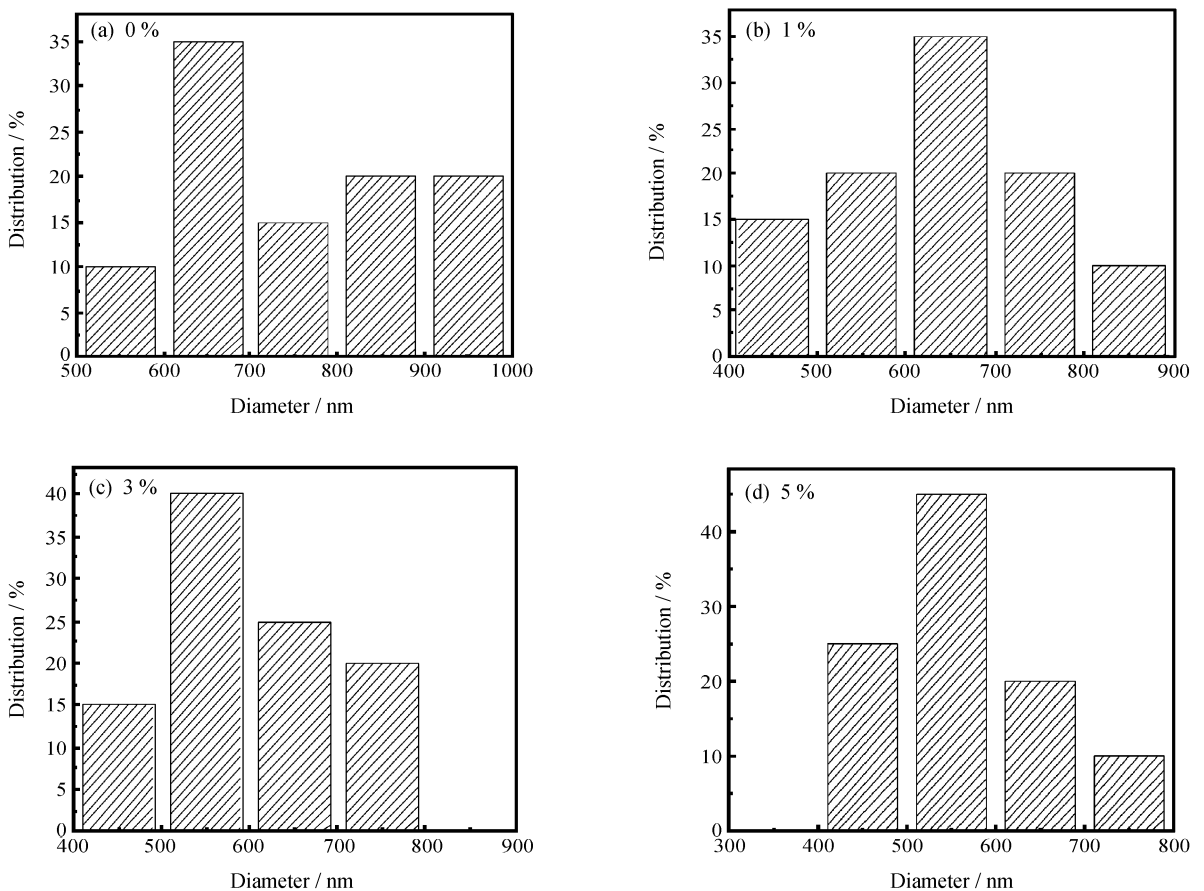 (a) 0 %
35
30
25
20
15
10
5
0
500 600 700 800 900 1000
Distribution / %
Diameter / nm
(b) 1 %
35
30
25
20
15
10
5
0
400 500 600 700 800 900
Distribution / %
Diameter / nm
(c) 3 %
40
35
30
25
20
15
10
5
0
400 500 600 700 800 900
Distribution / %
Diameter / nm
(d) 5 %
40
30
20
10
0
300 400 500 600 700 800
Distribution / %
Diameter / nm